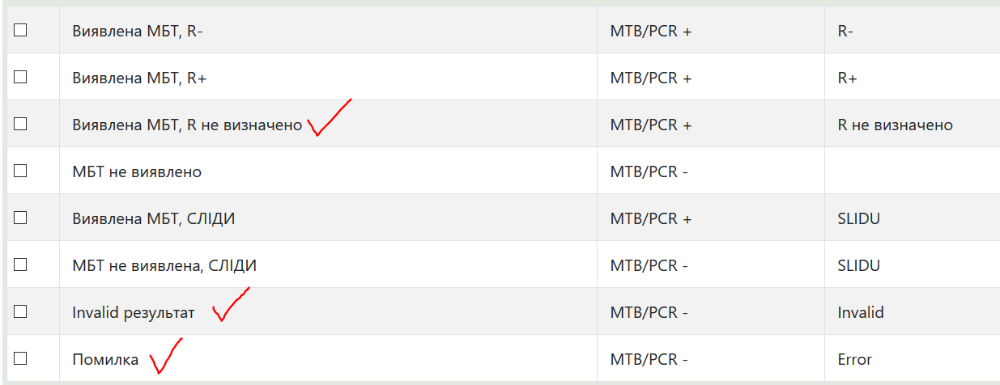 Виявлена МБТ, R- MTB/PCR + R-
Виявлена МБТ, R+ MTB/PCR + R+
Виявлена МБТ, R не визначено MTB/PCR + R не визначено
МБТ не виявлено MTB/PCR -
Виявлена МБТ, СЛІДИ MTB/PCR + SLIDU
МБТ не виявлена, СЛІДИ MTB/PCR - SLIDU
Invalid результат MTB/PCR - Invalid
Помилка MTB/PCR - Error